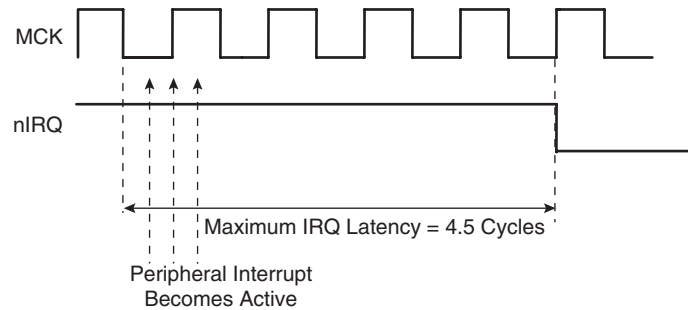 MCK
nIRQ
Maximum IRQ Latency = 4.5 Cycles
Peripheral Interrupt
Becomes Active